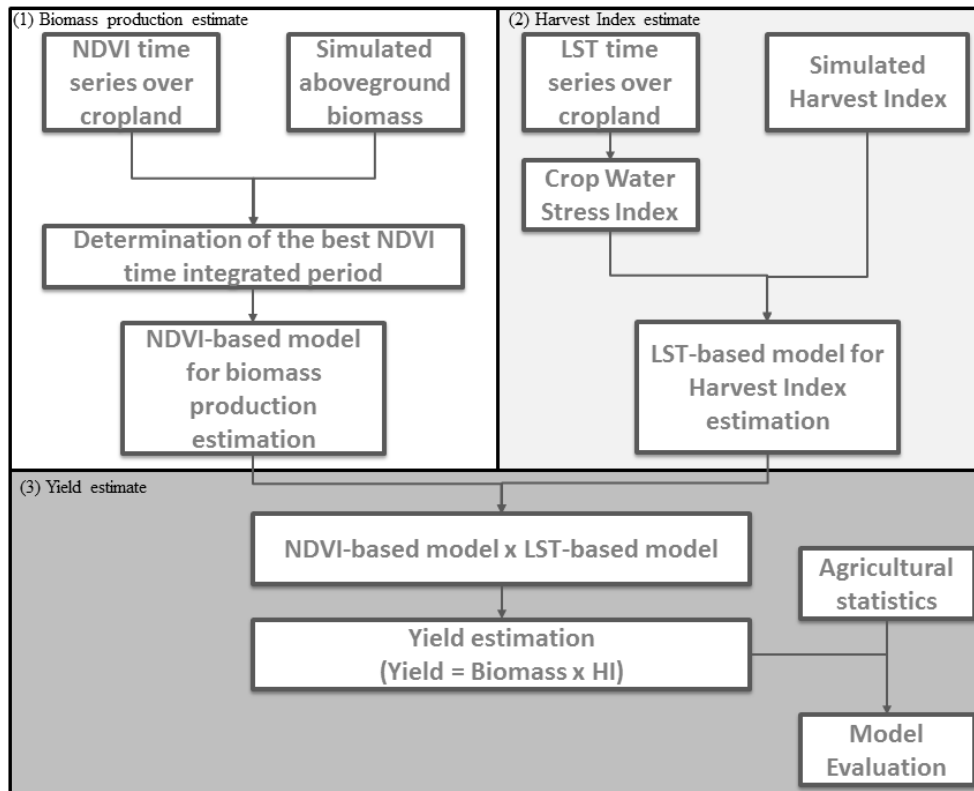 (1) Biomass production estimate
NDVI time
series over
cropland
Simulated
aboveground
biomass
Determination of the best NDVI
time integrated period
NDVI-based model
for biomass
production
estimation
(2) Harvest Index estimate
LST time
series over
cropland
Simulated
Harvest Index
Crop Water
Stress Index
LST-based model for
Harvest Index
estimation
(3) Yield estimate
NDVI-based model x LST-based model
Yield estimation
(Yield = Biomass x HI)
Agricultural
statistics
Model
Evaluation